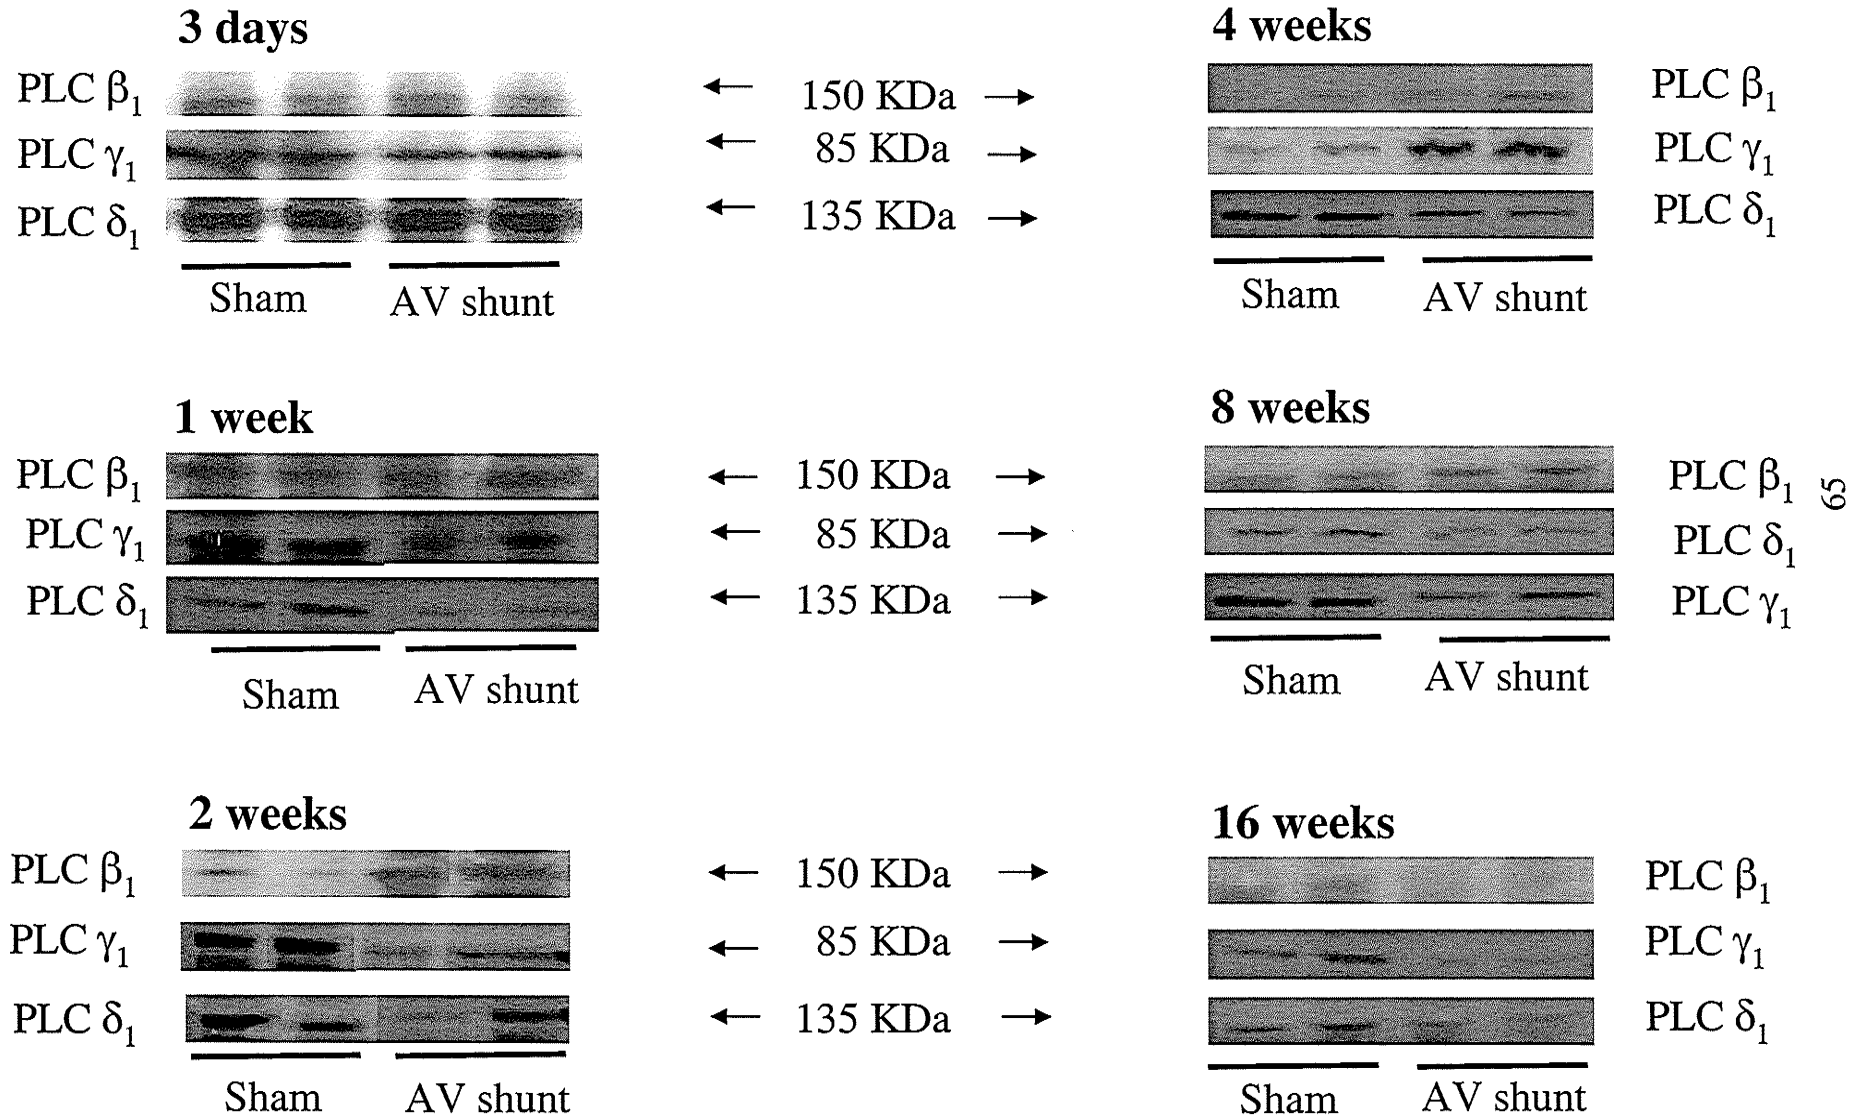 3 days
PLC β1
PLC γ1
PLC δ1
Sham AV shunt
← 150 KDa →
← 85 KDa →
← 135 KDa →
4 weeks
PLC β1
PLC γ1
PLC δ1
Sham AV shunt
1 week
PLC β1
PLC γ1
PLC δ1
Sham AV shunt
← 150 KDa →
← 85 KDa →
← 135 KDa →
8 weeks
PLC β1
PLC δ1
PLC γ1
Sham AV shunt
65
2 weeks
PLC β1
PLC γ1
PLC δ1
Sham AV shunt
← 150 KDa →
← 85 KDa →
← 135 KDa →
16 weeks
PLC β1
PLC γ1
PLC δ1
Sham AV shunt